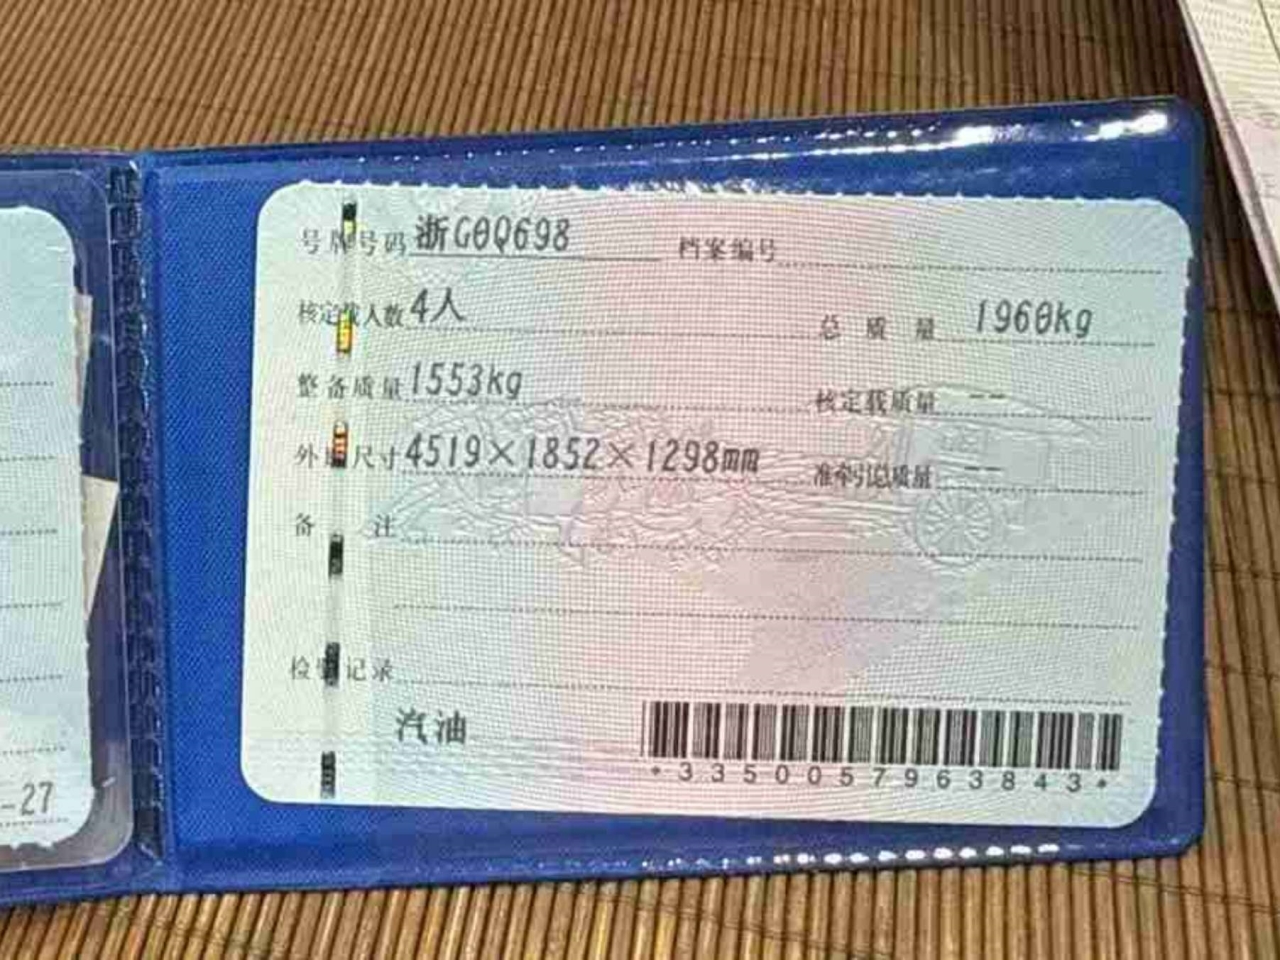 号牌号码 浙G0Q698 档案编号
核定载人数 4人 总质量 1960kg
整备质量 1553kg 核定载质量 --
外廓尺寸 4519×1852×1298mm 准牵引总质量 --
备注
检验记录
汽油
*3350057963843*
-27